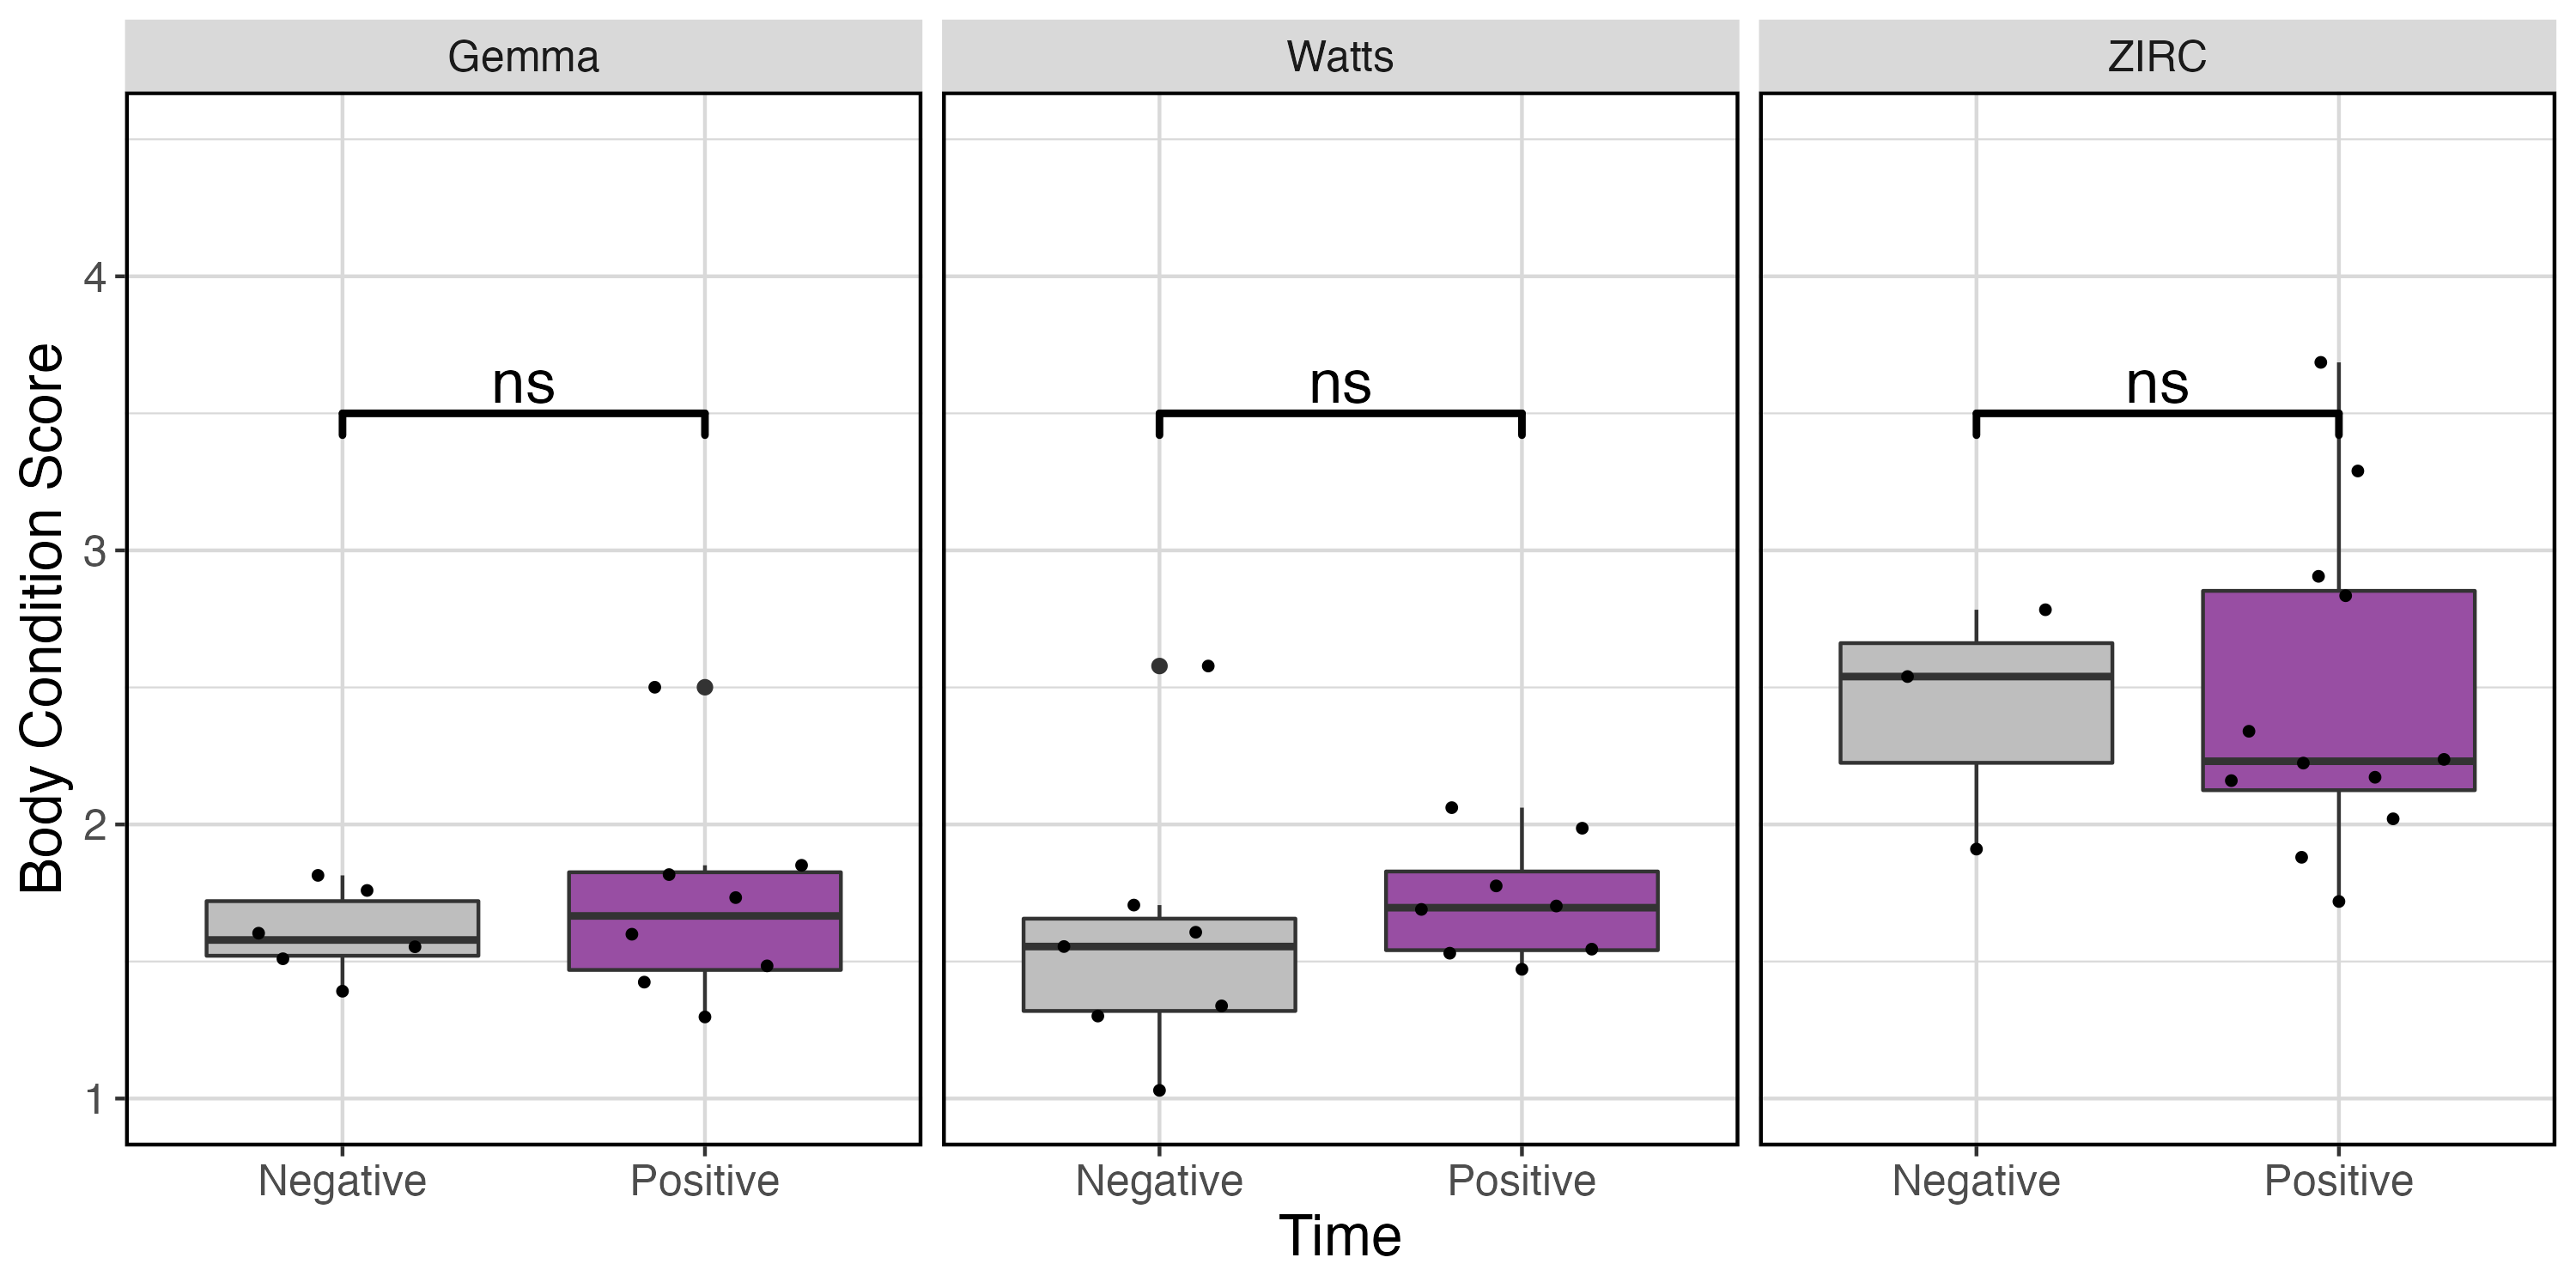 Gemma Watts ZIRC
Body Condition Score
4
3
2
1
ns ns ns
Negative Positive Negative Positive Negative Positive
Time